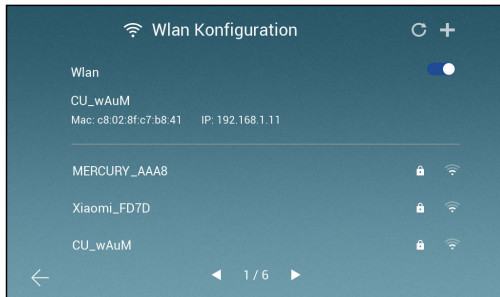 Wlan Konfiguration
Wlan
CU_wAuM
Mac: c8:02:8f:c7:b8:41 IP: 192.168.1.11
MERCURY_AAA8
Xiaomi_FD7D
CU_wAuM
1 / 6